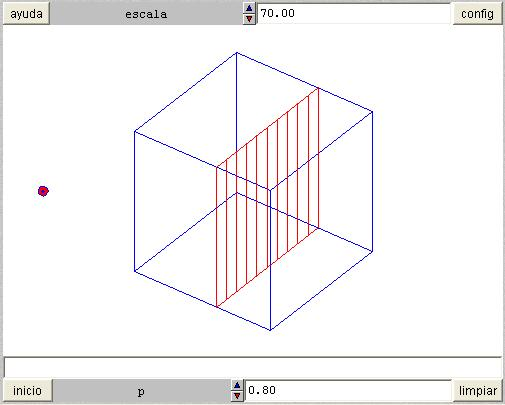 ayuda escala 70.00 config
inicio p 0.80 limpiar